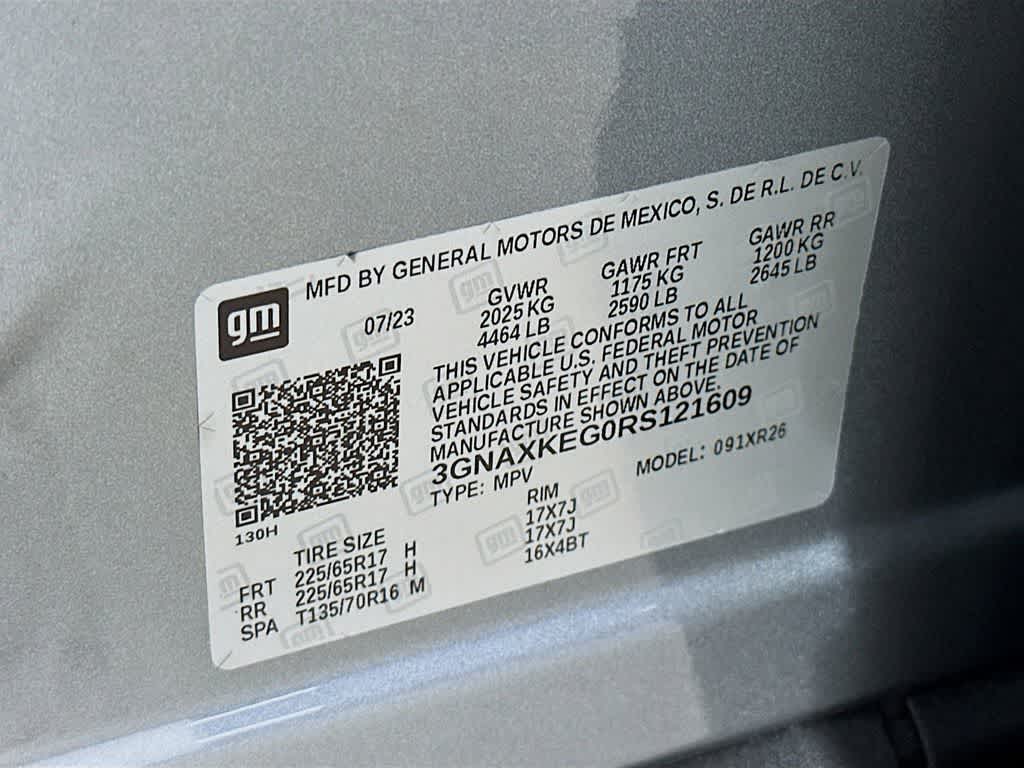 MFD BY GENERAL MOTORS DE MEXICO, S. DE R.L. DE C.V.
gm
07/23
GVWR GAWR FRT GAWR RR
2025 KG 1175 KG 1200 KG
4464 LB 2590 LB 2645 LB
THIS VEHICLE CONFORMS TO ALL
APPLICABLE U.S. FEDERAL MOTOR
VEHICLE SAFETY AND THEFT PREVENTION
STANDARDS IN EFFECT ON THE DATE OF
MANUFACTURE SHOWN ABOVE.
3GNAXKEG0RS121609
TYPE: MPV MODEL: 091XR26
130H
TIRE SIZE RIM
FRT 225/65R17 H 17X7J
RR 225/65R17 H 17X7J
SPA T135/70R16 M 16X4BT